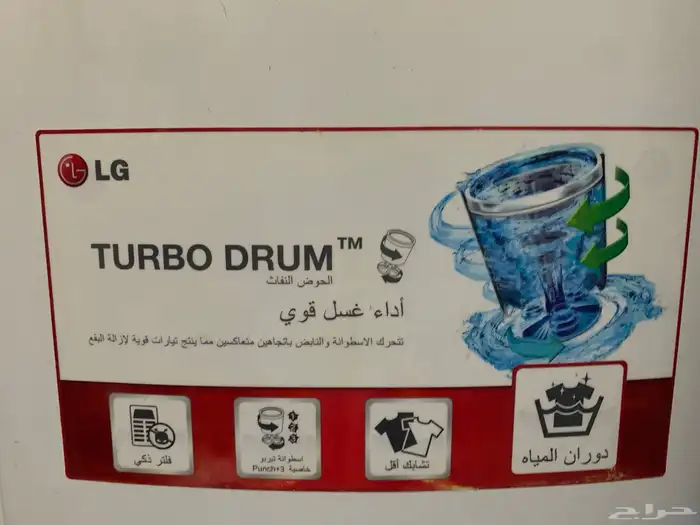 LG
TURBO DRUM™
الحوض النفاث
أداء غسل قوي
تتحرك الاسطوانة والنابض باتجاهين متعاكسين مما ينتج تيارات قوية لإزالة البقع
فلتر ذكي
اسطوانة تيربو
خاصية Punch+3
تشابك أقل
دوران المياه
حراج